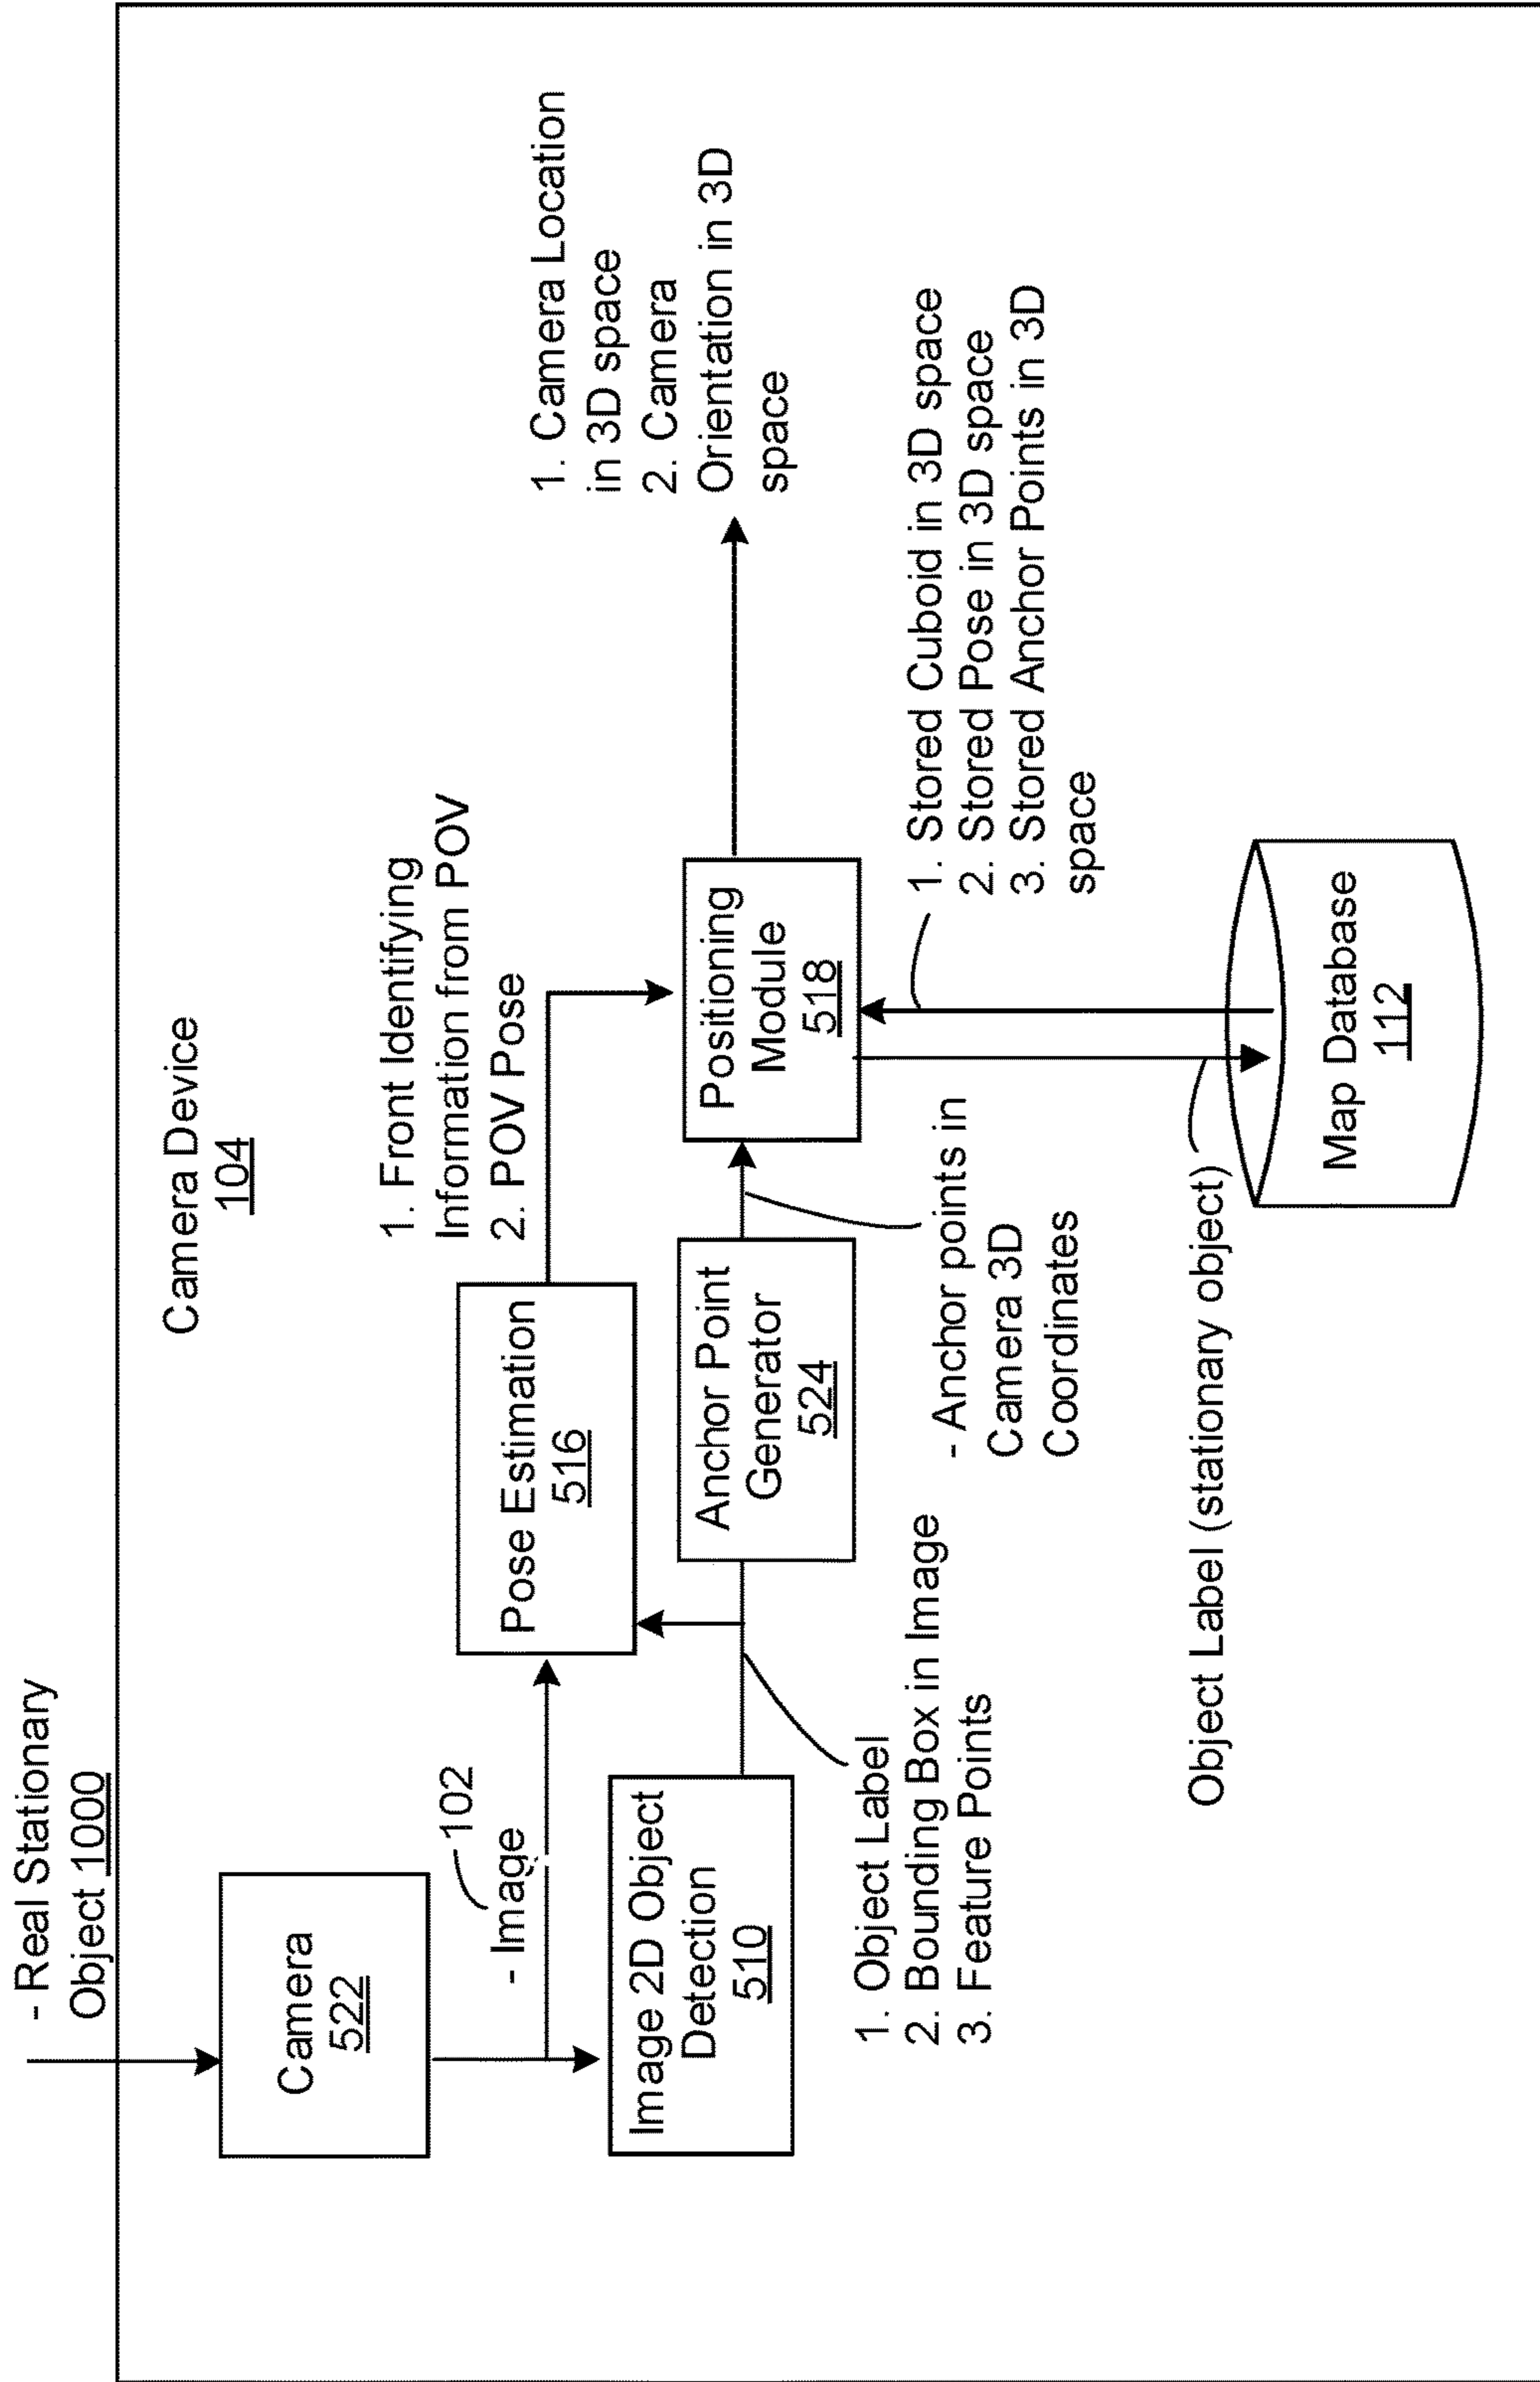 - Real Stationary
Object 1000
Camera Device
104
Camera
522
- Image
102
Image 2D Object
Detection
510
1. Object Label
2. Bounding Box in Image
3. Feature Points
Pose Estimation
516
1. Front Identifying
Information from POV
2. POV Pose
Anchor Point
Generator
524
- Anchor points in
Camera 3D
Coordinates
Positioning
Module
518
1. Camera Location
in 3D space
2. Camera
Orientation in 3D
space
1. Stored Cuboid in 3D space
2. Stored Pose in 3D space
3. Stored Anchor Points in 3D
space
Object Label (stationary object)
Map Database
112